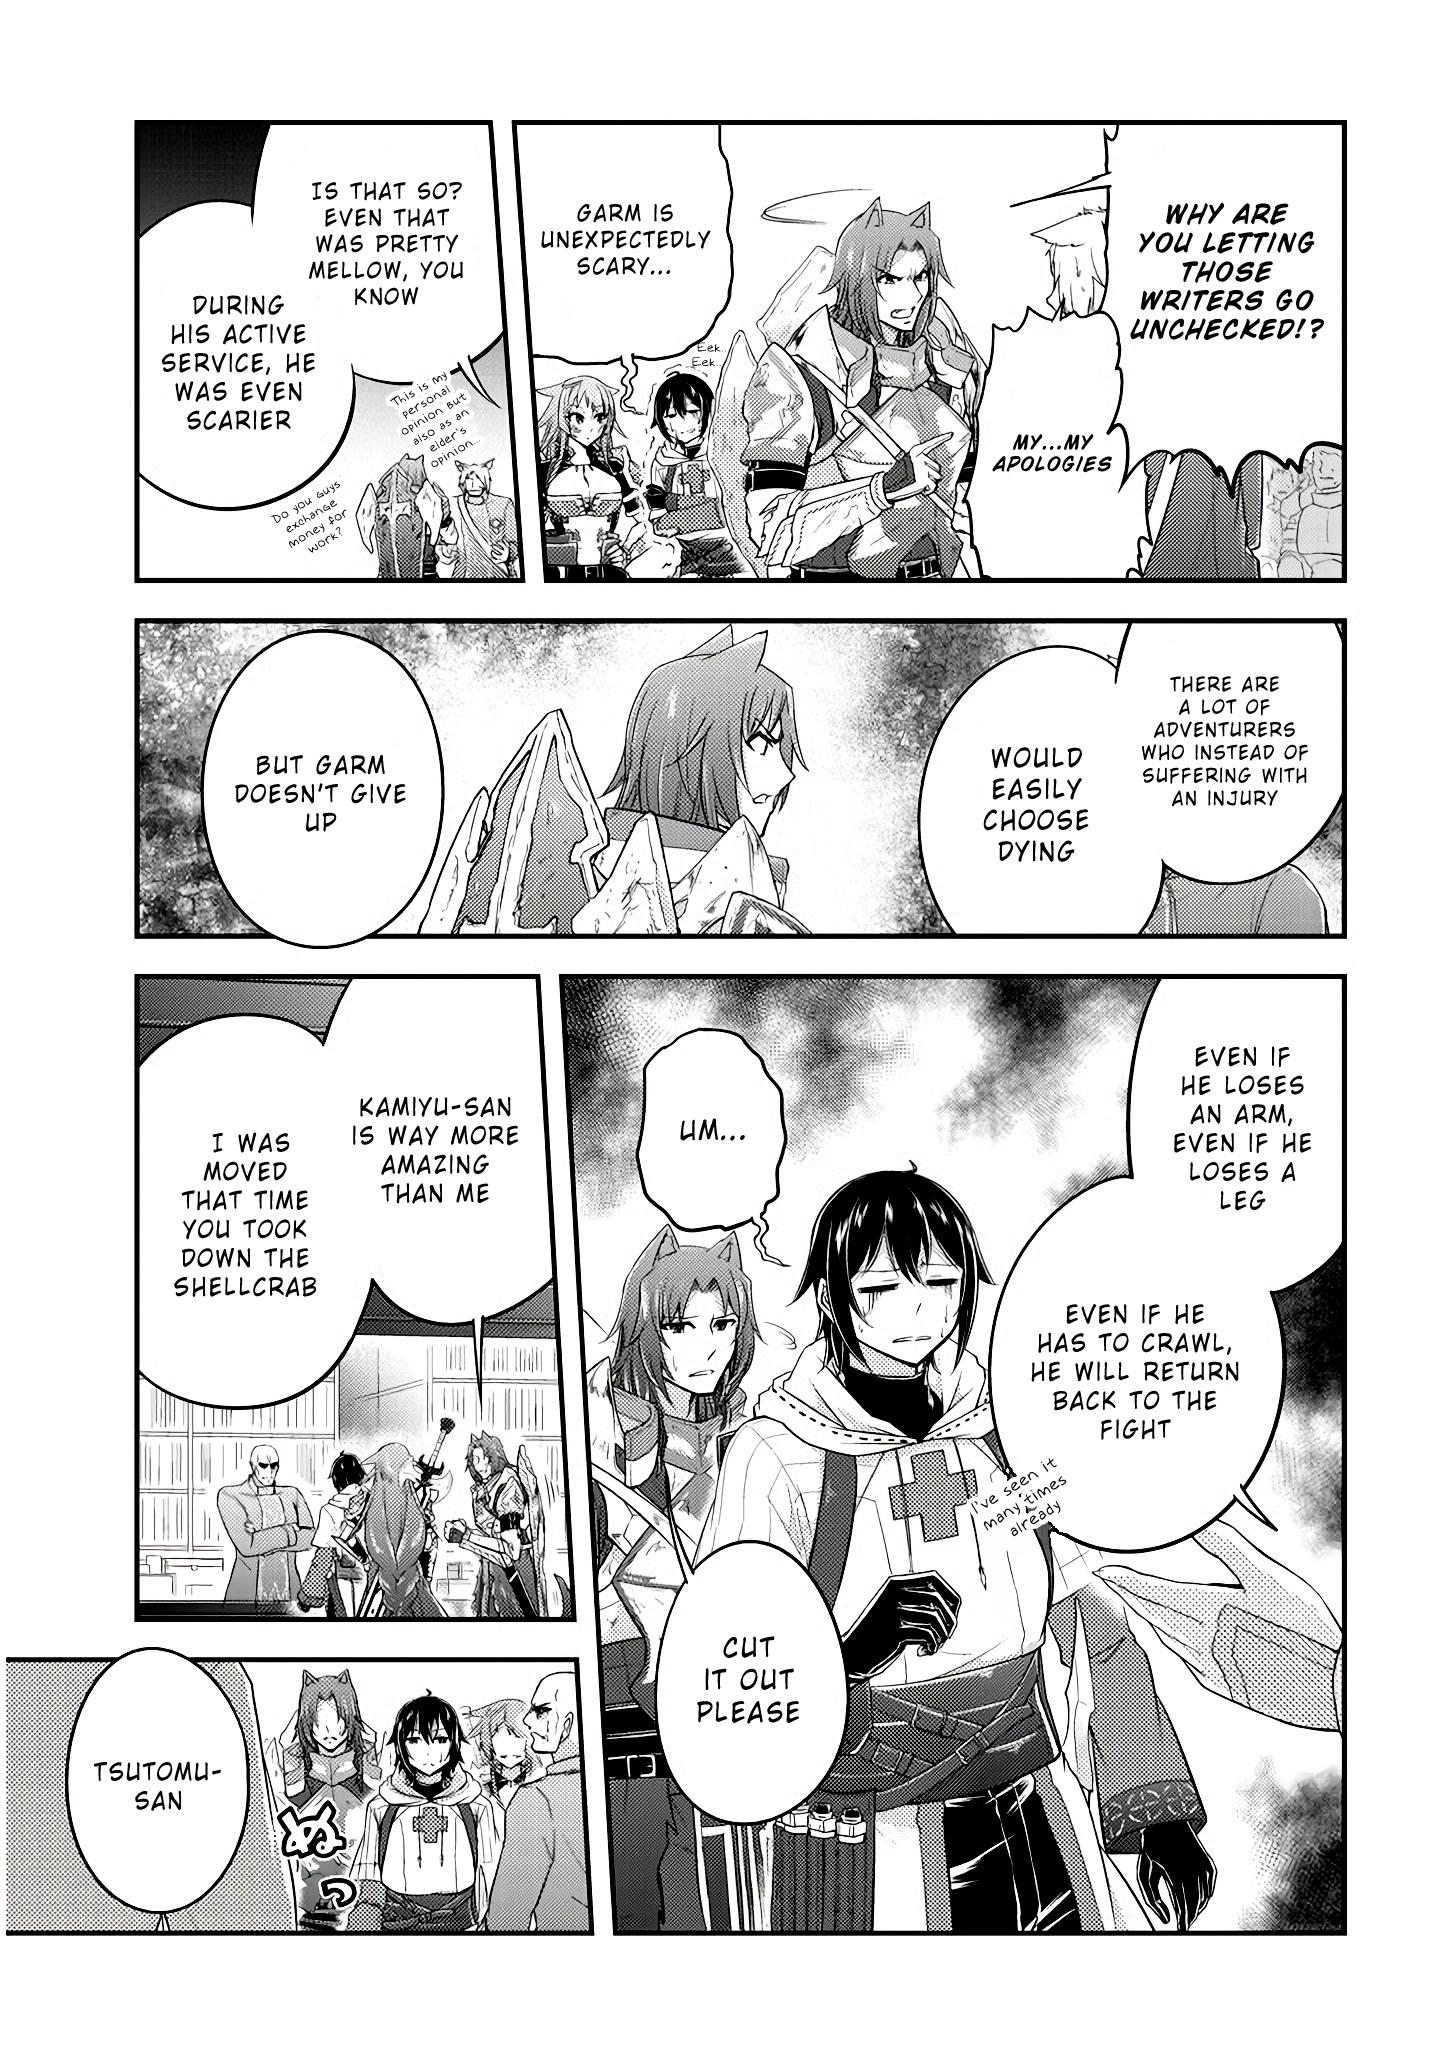 WHY ARE
YOU LETTING
THOSE
WRITERS GO
UNCHECKED!?
MY...MY
APOLOGIES
GARM IS
UNEXPECTEDLY
SCARY...
Eek...
Eek...
IS THAT SO?
EVEN THAT
WAS PRETTY
MELLOW, YOU
KNOW
DURING
HIS ACTIVE
SERVICE, HE
WAS EVEN
SCARIER
This is my
personal
opinion but
also as an
elder's
opinion...
Do you guys
exchange
money for
work?
THERE ARE
A LOT OF
ADVENTURERS
WHO INSTEAD OF
SUFFERING WITH
AN INJURY
WOULD
EASILY
CHOOSE
DYING
BUT GARM
DOESN'T GIVE
UP
EVEN IF
HE LOSES
AN ARM,
EVEN IF HE
LOSES A
LEG
EVEN IF HE
HAS TO CRAWL,
HE WILL RETURN
BACK TO THE
FIGHT
I've seen it
many times
already
UM...
CUT
IT OUT
PLEASE
KAMIYU-SAN
IS WAY MORE
AMAZING
THAN ME
I WAS
MOVED
THAT TIME
YOU TOOK
DOWN THE
SHELLCRAB
ぬ
っ
TSUTOMU-
SAN